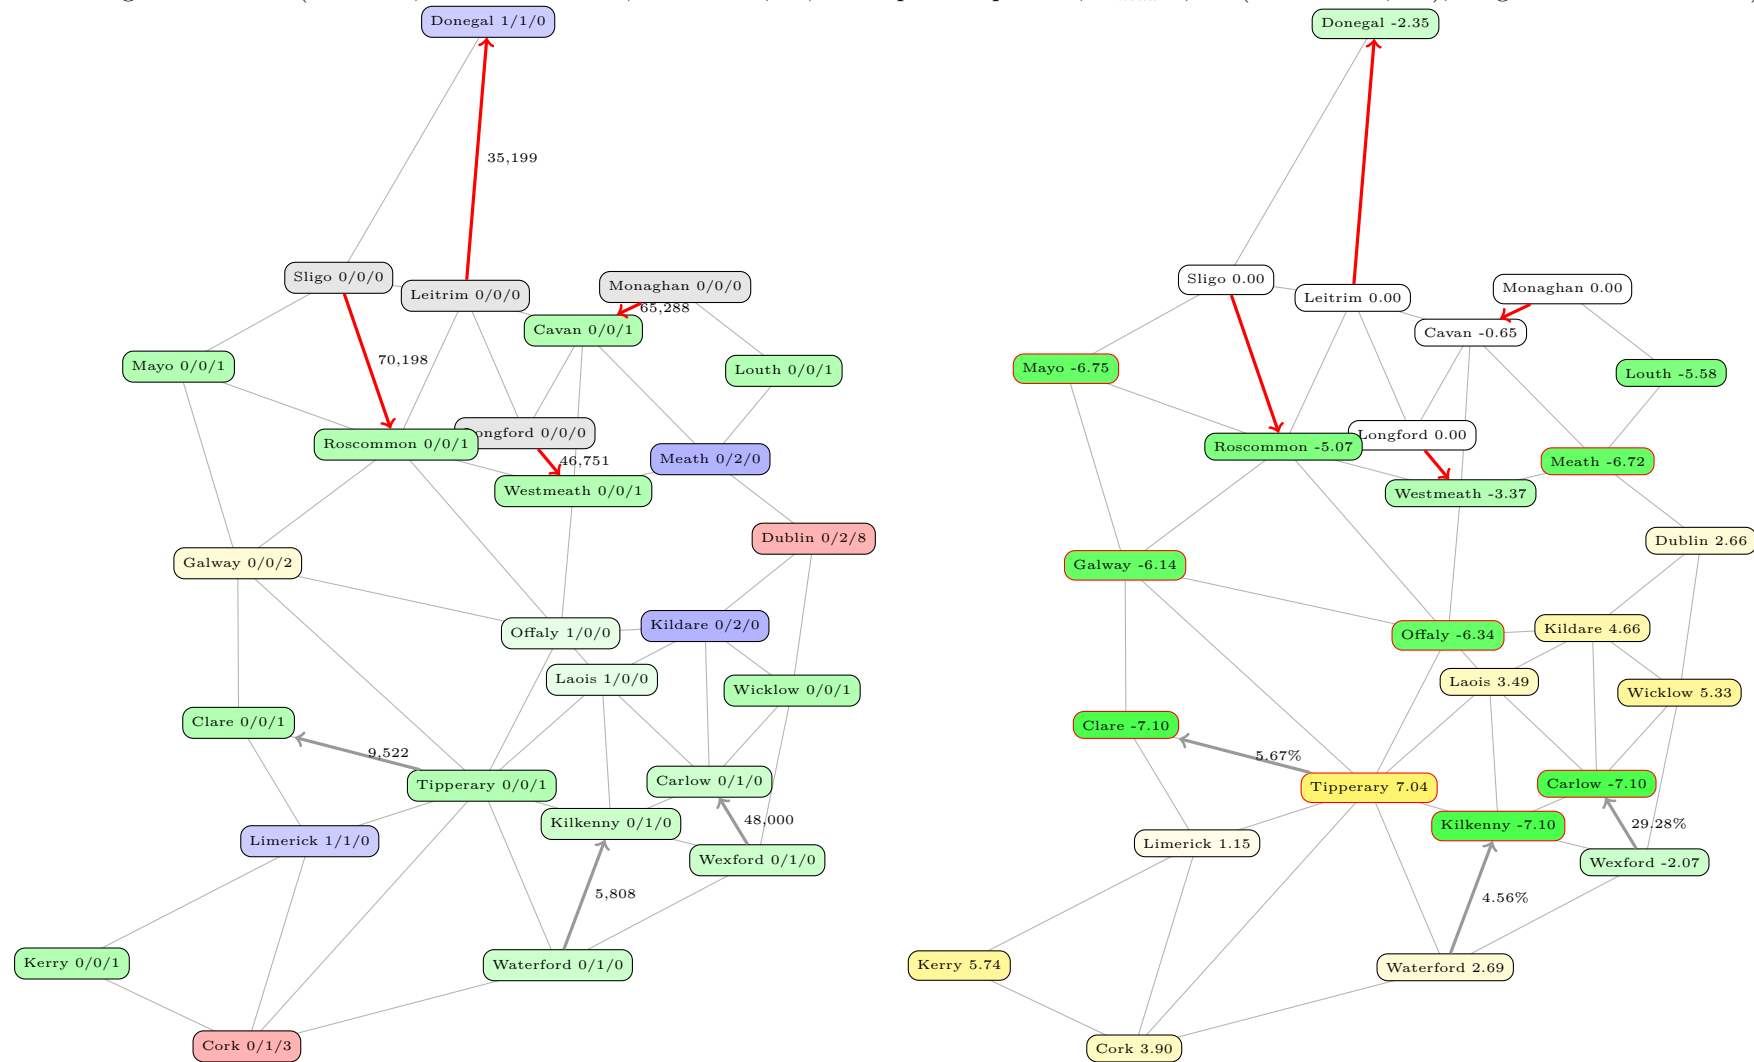 Donegal 1/1/0
35,199
Sligo 0/0/0
Leitrim 0/0/0
Monaghan 0/0/0
65,288
Cavan 0/0/1
Mayo 0/0/1
70,198
Louth 0/0/1
Roscommon 0/0/1
ongford 0/0/0
46,751
Meath 0/2/0
Westmeath 0/0/1
Dublin 0/2/8
Galway 0/0/2
Offaly 1/0/0
Kildare 0/2/0
Laois 1/0/0
Wicklow 0/0/1
Clare 0/0/1
9,522
Tipperary 0/0/1
Carlow 0/1/0
Kilkenny 0/1/0
48,000
Limerick 1/1/0
Wexford 0/1/0
5,808
Kerry 0/0/1
Waterford 0/1/0
Cork 0/1/3
Donegal -2.35
Sligo 0.00
Leitrim 0.00
Monaghan 0.00
Cavan -0.65
Mayo -6.75
Louth -5.58
Roscommon -5.07
Longford 0.00
Meath -6.72
Westmeath -3.37
Dublin 2.66
Galway -6.14
Offaly -6.34
Kildare 4.66
Laois 3.49
Wicklow 5.33
Clare -7.10
5.67%
Tipperary 7.04
Carlow -7.10
Kilkenny -7.10
29.28%
Limerick 1.15
Wexford -2.07
4.56%
Kerry 5.74
Waterford 2.69
Cork 3.90